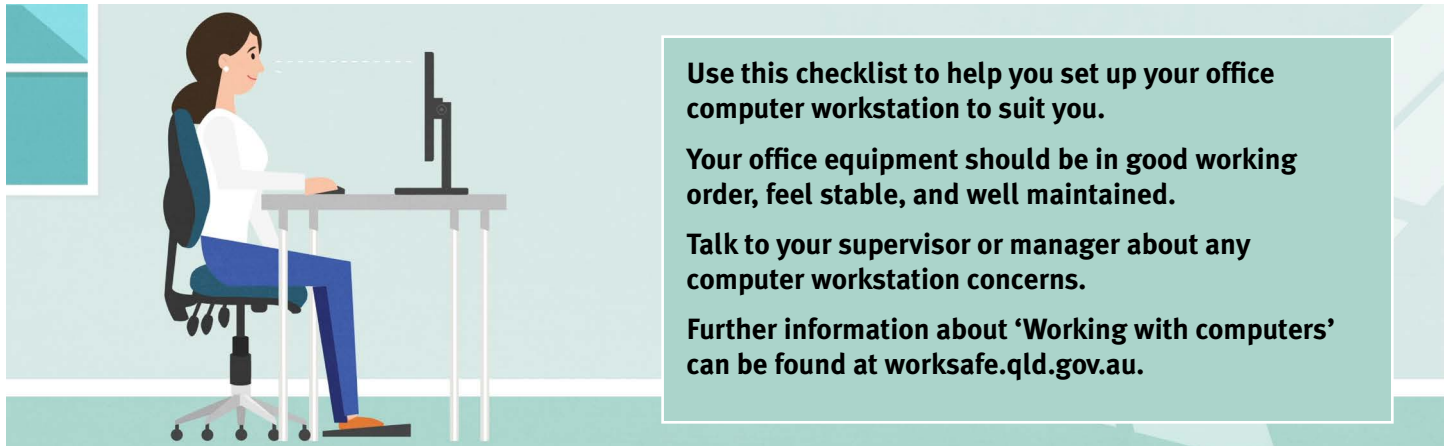 Use this checklist to help you set up your office
computer workstation to suit you.
Your office equipment should be in good working
order, feel stable, and well maintained.
Talk to your supervisor or manager about any
computer workstation concerns.
Further information about ‘Working with computers’
can be found at worksafe.qld.gov.au.